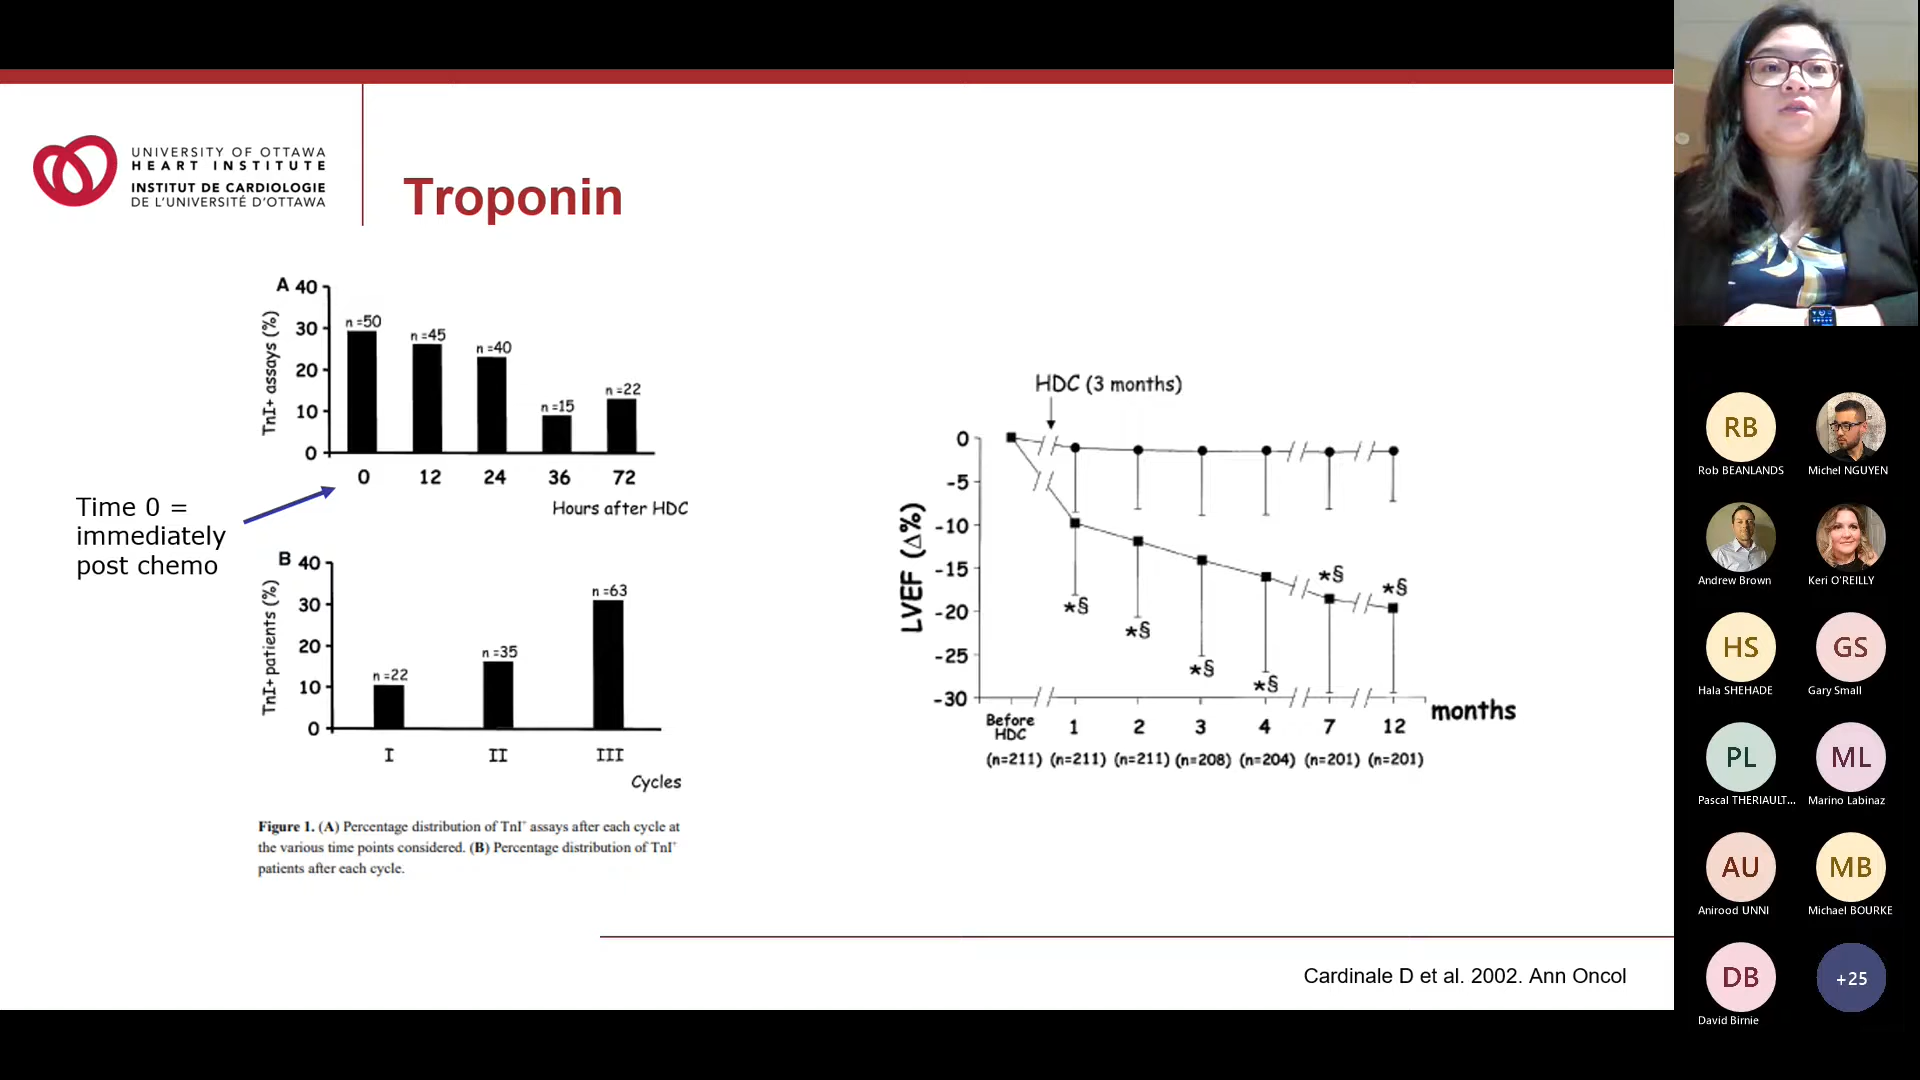 UNIVERSITY OF OTTAWA
HEART INSTITUTE
INSTITUT DE CARDIOLOGIE
DE L'UNIVERSITÉ D'OTTAWA
Troponin
A
TnI+ assays (%)
40
30
20
10
0
n=50
n=45
n=40
n=15
n=22
0 12 24 36 72
Hours after HDC
Time 0 =
immediately
post chemo
B
TnI+ patients (%)
40
30
20
10
0
n=22
n=35
n=63
I II III
Cycles
Figure 1. (A) Percentage distribution of TnI+ assays after each cycle at
the various time points considered. (B) Percentage distribution of TnI+
patients after each cycle.
HDC (3 months)
LVEF (Δ%)
0
-5
-10
-15
-20
-25
-30
*§
*§
*§
*§
*§
*§
Before
HDC
1 2 3 4 7 12
months
(n=211) (n=211) (n=211) (n=208) (n=204) (n=201) (n=201)
Cardinale D et al. 2002. Ann Oncol
RB
Rob BEANLANDS
Michel NGUYEN
Andrew Brown
Keri O'REILLY
HS
Hala SHEHADE
GS
Gary Small
PL
Pascal THERIAULT...
ML
Marino Labinaz
AU
Anirood UNNI
MB
Michael BOURKE
DB
David Birnie
+25